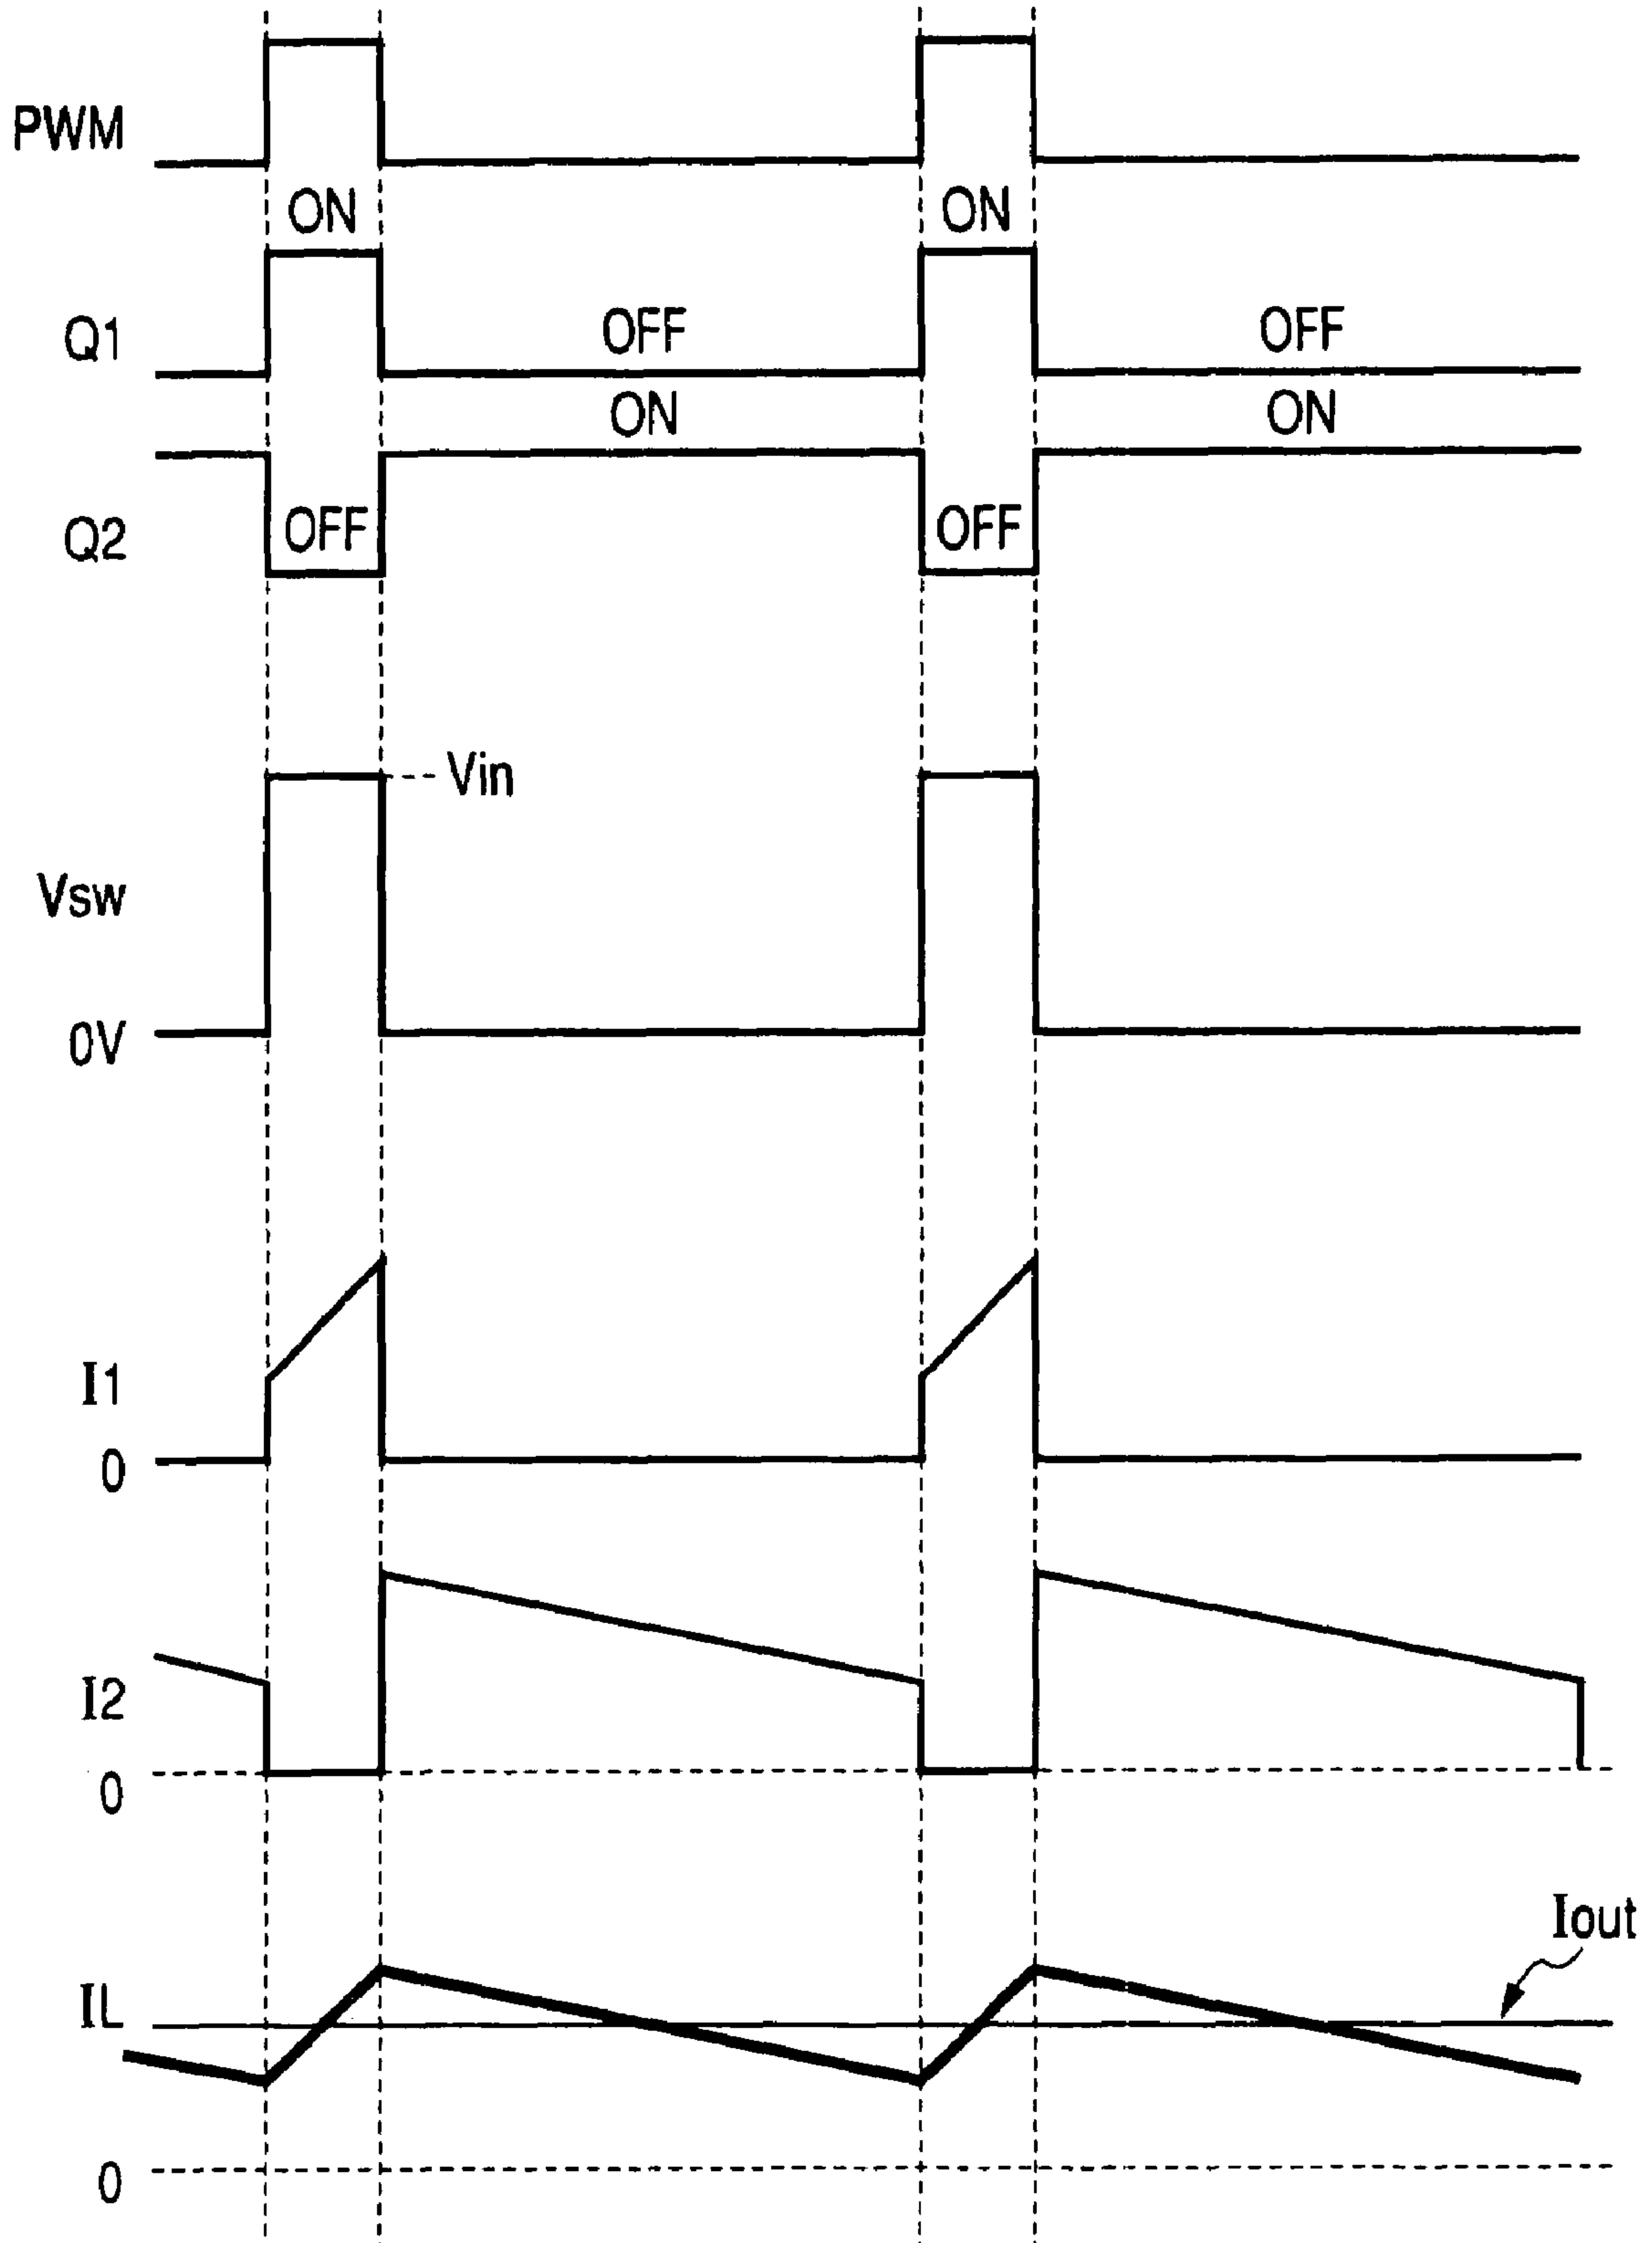 PWM
ON ON
Q1
OFF OFF
ON ON
Q2
OFF OFF
Vin
Vsw
0V
I1
0
I2
0
Iout
IL
0